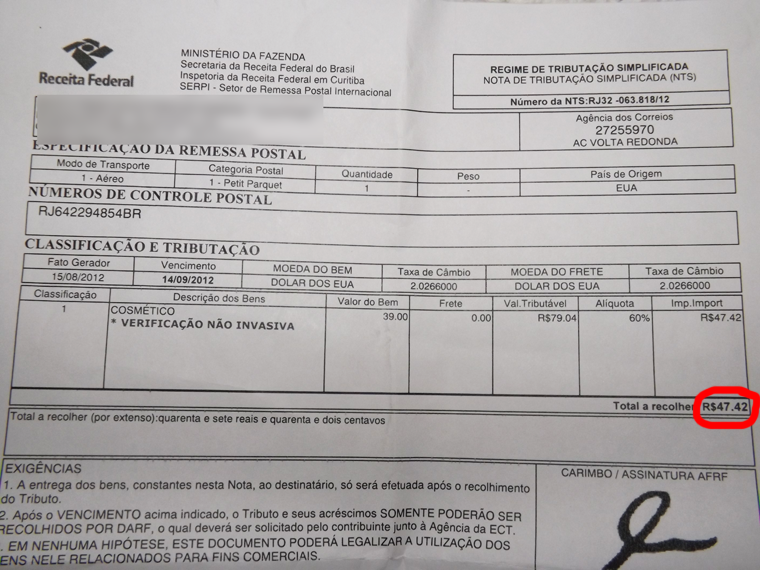 Receita Federal
MINISTÉRIO DA FAZENDA
Secretaria da Receita Federal do Brasil
Inspetoria da Receita Federal em Curitiba
SERPI - Setor de Remessa Postal Internacional
REGIME DE TRIBUTAÇÃO SIMPLIFICADA
NOTA DE TRIBUTAÇÃO SIMPLIFICADA (NTS)
Número da NTS:RJ32 -063.818/12
Agência dos Correios
27255970
AC VOLTA REDONDA
ESPECIFICAÇÃO DA REMESSA POSTAL
Modo de Transporte Categoria Postal Quantidade Peso País de Origem
1 - Aéreo 1 - Petit Parquet 1 - EUA
NÚMEROS DE CONTROLE POSTAL
RJ642294854BR
CLASSIFICAÇÃO E TRIBUTAÇÃO
Fato Gerador Vencimento MOEDA DO BEM Taxa de Câmbio MOEDA DO FRETE Taxa de Câmbio
15/08/2012 14/09/2012 DOLAR DOS EUA 2.0266000 DOLAR DOS EUA 2.0266000
Classificação Descrição dos Bens Valor do Bem Frete Val.Tributável Alíquota Imp.Import
1 COSMÉTICO 39.00 0.00 R$79.04 60% R$47.42
* VERIFICAÇÃO NÃO INVASIVA
Total a recolher R$47.42
Total a recolher (por extenso):quarenta e sete reais e quarenta e dois centavos
EXIGÊNCIAS
1. A entrega dos bens, constantes nesta Nota, ao destinatário, só será efetuada após o recolhimento
do Tributo.
2. Após o VENCIMENTO acima indicado, o Tributo e seus acréscimos SOMENTE PODERÃO SER
RECOLHIDOS POR DARF, o qual deverá ser solicitado pelo contribuinte junto à Agência da ECT.
. EM NENHUMA HIPÓTESE, ESTE DOCUMENTO PODERÁ LEGALIZAR A UTILIZAÇÃO DOS
ENS NELE RELACIONADOS PARA FINS COMERCIAIS.
CARIMBO / ASSINATURA AFRF